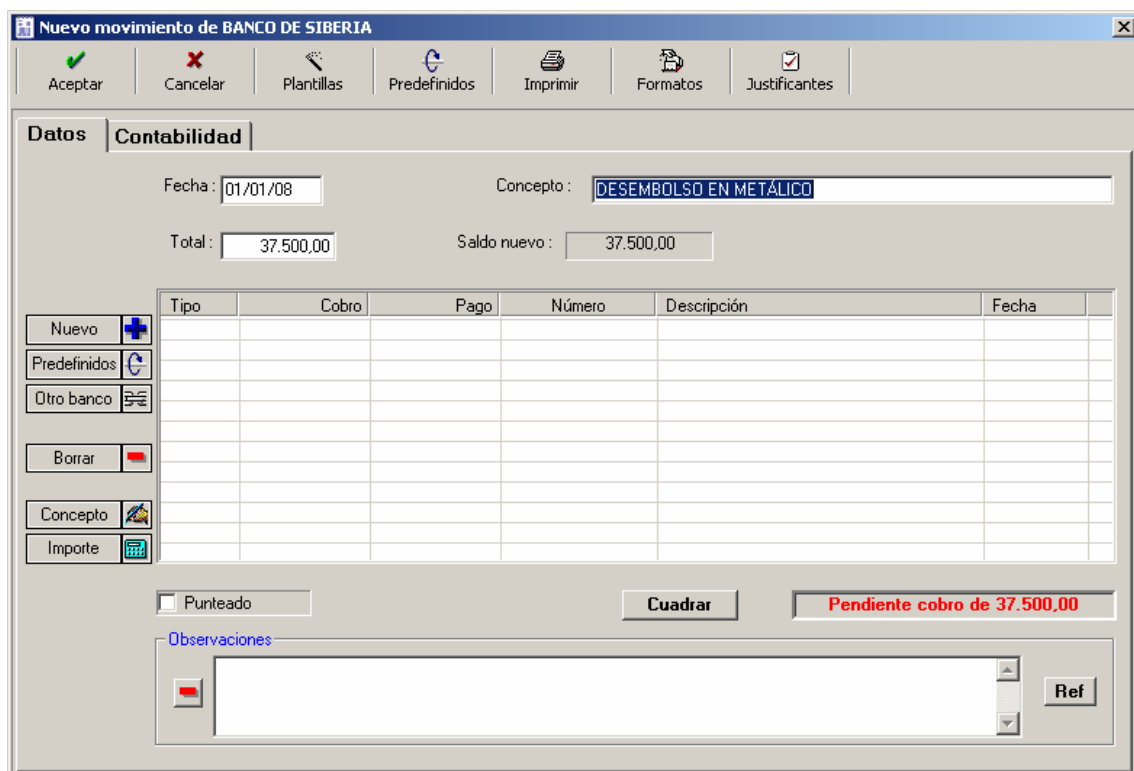 Nuevo movimiento de BANCO DE SIBERIA
Aceptar Cancelar Plantillas Predefinidos Imprimir Formatos Justificantes
Datos Contabilidad
Fecha : 01/01/08 Concepto : DESEMBOLSO EN METÁLICO
Total : 37.500,00 Saldo nuevo : 37.500,00
Tipo Cobro Pago Número Descripción Fecha
Nuevo
Predefinidos
Otro banco
Borrar
Concepto
Importe
Punteado Cuadrar Pendiente cobro de 37.500,00
Observaciones
Ref